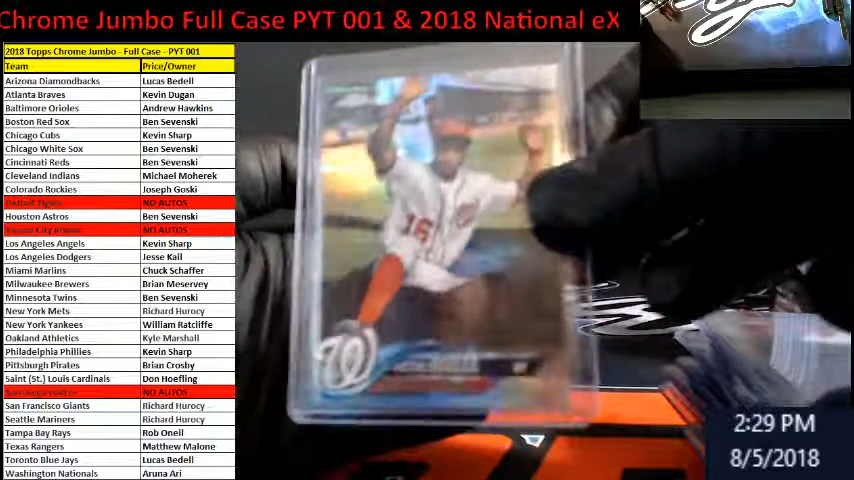 Chrome Jumbo Full Case PYT 001 & 2018 National eX
2018 Topps Chrome Jumbo - Full Case - PYT 001
Team Price/Owner
Arizona Diamondbacks Lucas Bedell
Atlanta Braves Kevin Dugan
Baltimore Orioles Andrew Hawkins
Boston Red Sox Ben Sevenski
Chicago Cubs Kevin Sharp
Chicago White Sox Ben Sevenski
Cincinnati Reds Ben Sevenski
Cleveland Indians Michael Moherek
Colorado Rockies Joseph Goski
Detroit Tigers NO AUTOS
Houston Astros Ben Sevenski
Kansas City Royals NO AUTOS
Los Angeles Angels Kevin Sharp
Los Angeles Dodgers Jesse Kail
Miami Marlins Chuck Schaffer
Milwaukee Brewers Brian Meservey
Minnesota Twins Ben Sevenski
New York Mets Richard Hurocy
New York Yankees William Ratcliffe
Oakland Athletics Kyle Marshall
Philadelphia Phillies Kevin Sharp
Pittsburgh Pirates Brian Crosby
Saint (St.) Louis Cardinals Don Hoefling
San Diego Padres NO AUTOS
San Francisco Giants Richard Hurocy
Seattle Mariners Richard Hurocy
Tampa Bay Rays Rob Oneil
Texas Rangers Matthew Malone
Toronto Blue Jays Lucas Bedell
Washington Nationals Aruna Ari
16
W
2:29 PM
8/5/2018